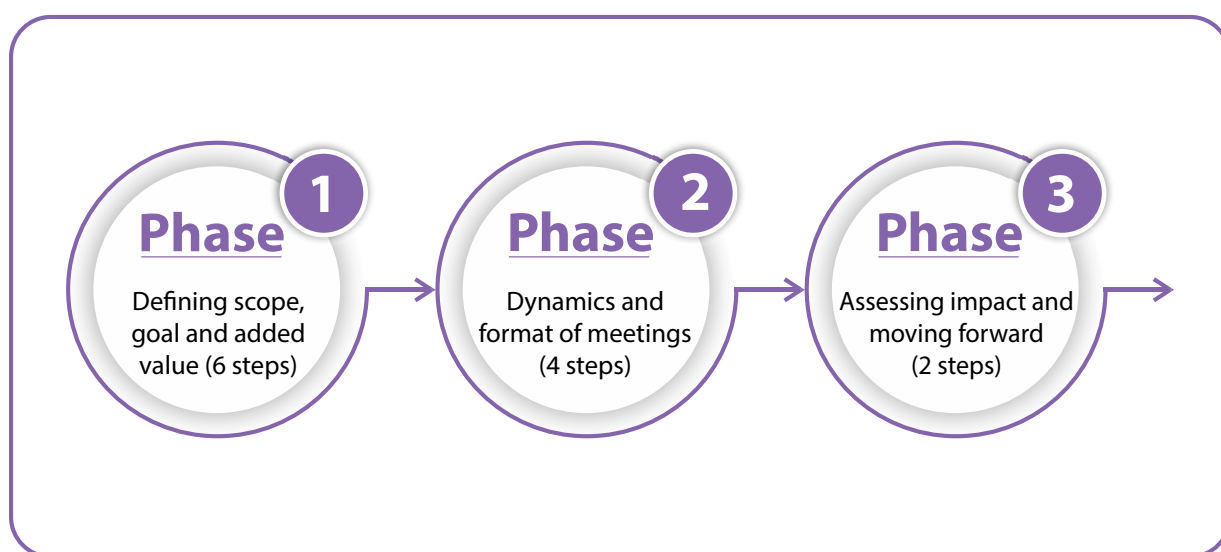 1
Phase
Defining scope,
goal and added
value (6 steps)
2
Phase
Dynamics and
format of meetings
(4 steps)
3
Phase
Assessing impact and
moving forward
(2 steps)